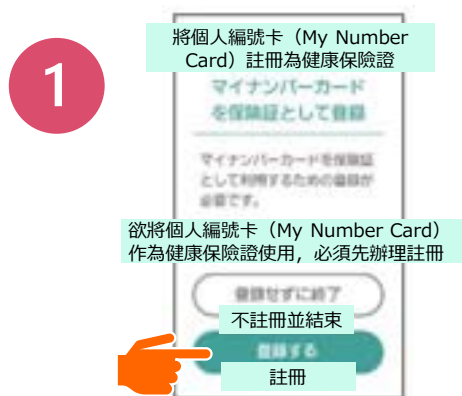 1
將個人編號卡（My Number
Card）註冊為健康保險證
マイナンバーカード
を保険証として登録
マイナンバーカードを保険証
として利用するための登録が
必要です。
欲將個人編號卡（My Number Card）
作為健康保險證使用，必須先辦理註冊
登録せずに終了
不註冊並結束
登録する
註冊